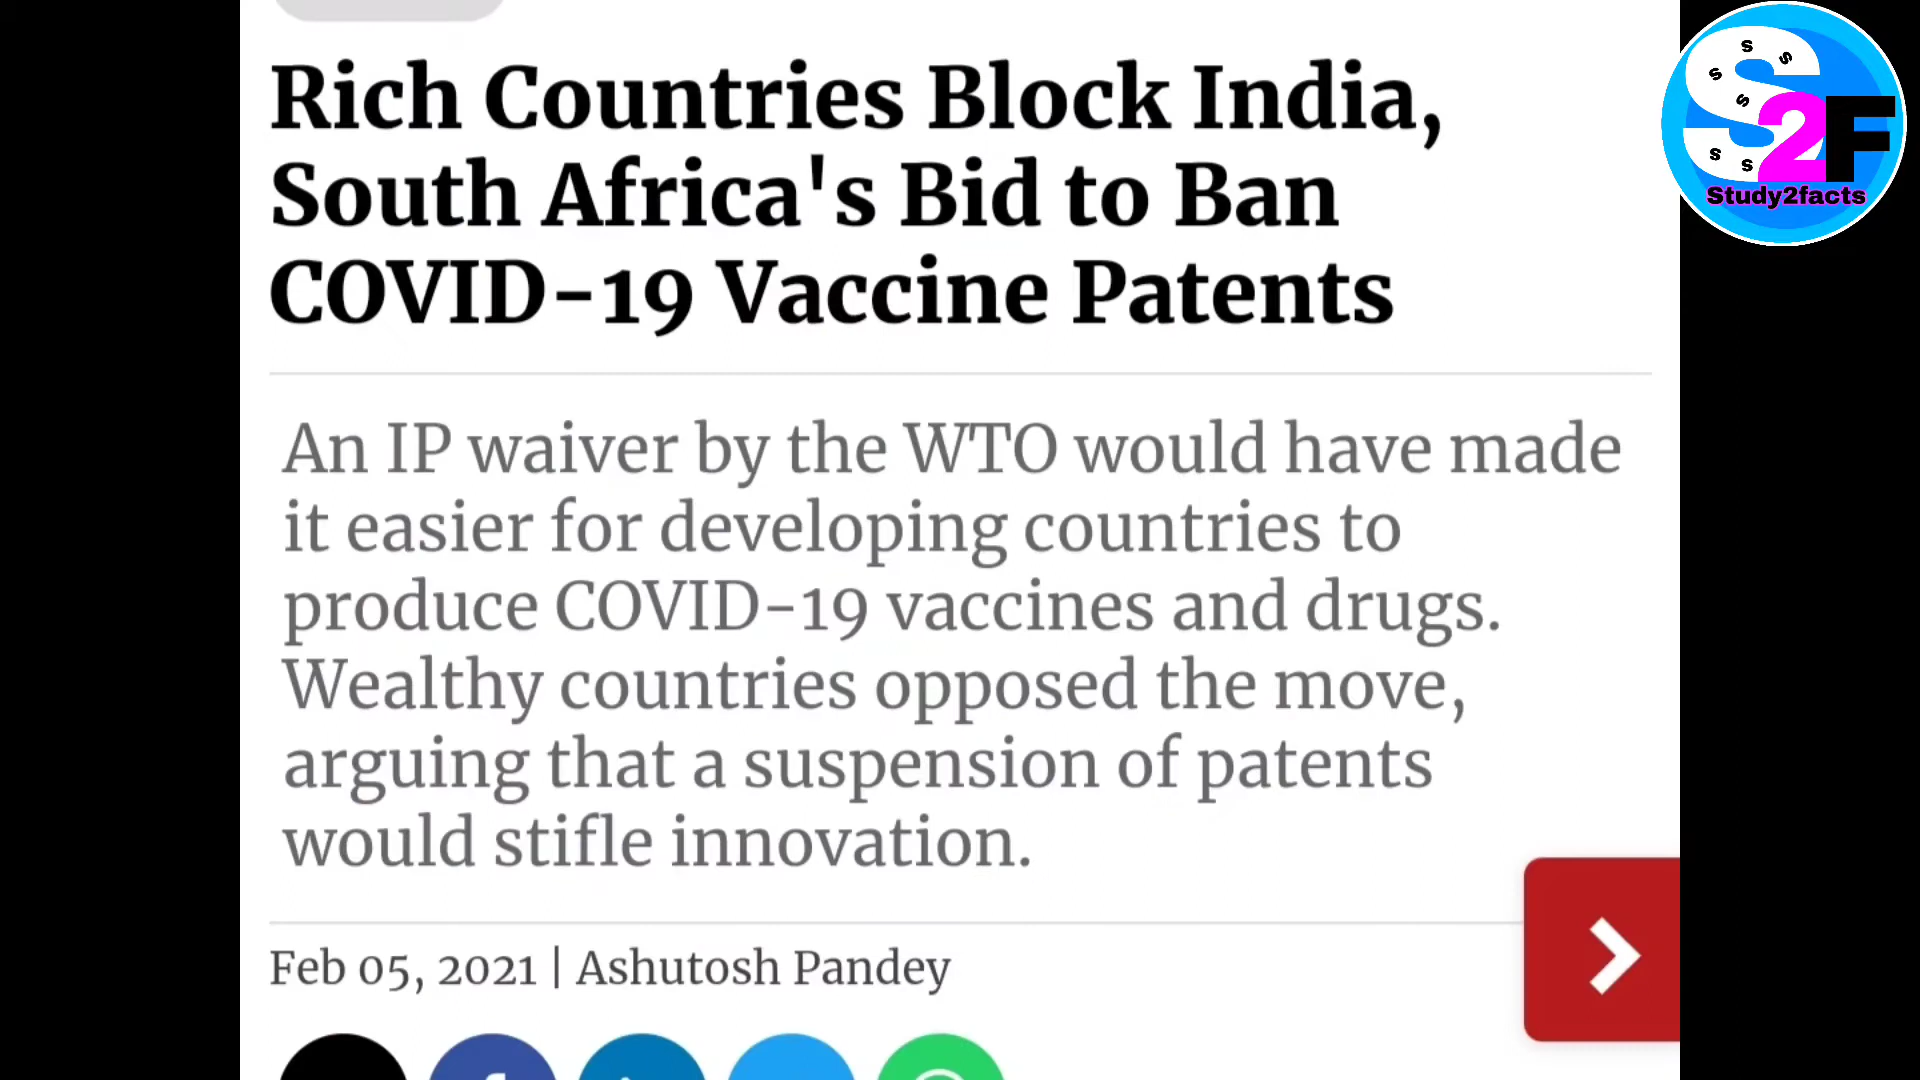 Rich Countries Block India,
South Africa's Bid to Ban
COVID-19 Vaccine Patents
An IP waiver by the WTO would have made
it easier for developing countries to
produce COVID-19 vaccines and drugs.
Wealthy countries opposed the move,
arguing that a suspension of patents
would stifle innovation.
Feb 05, 2021 | Ashutosh Pandey
S2F
s
s
s
s
s
s
Study2facts